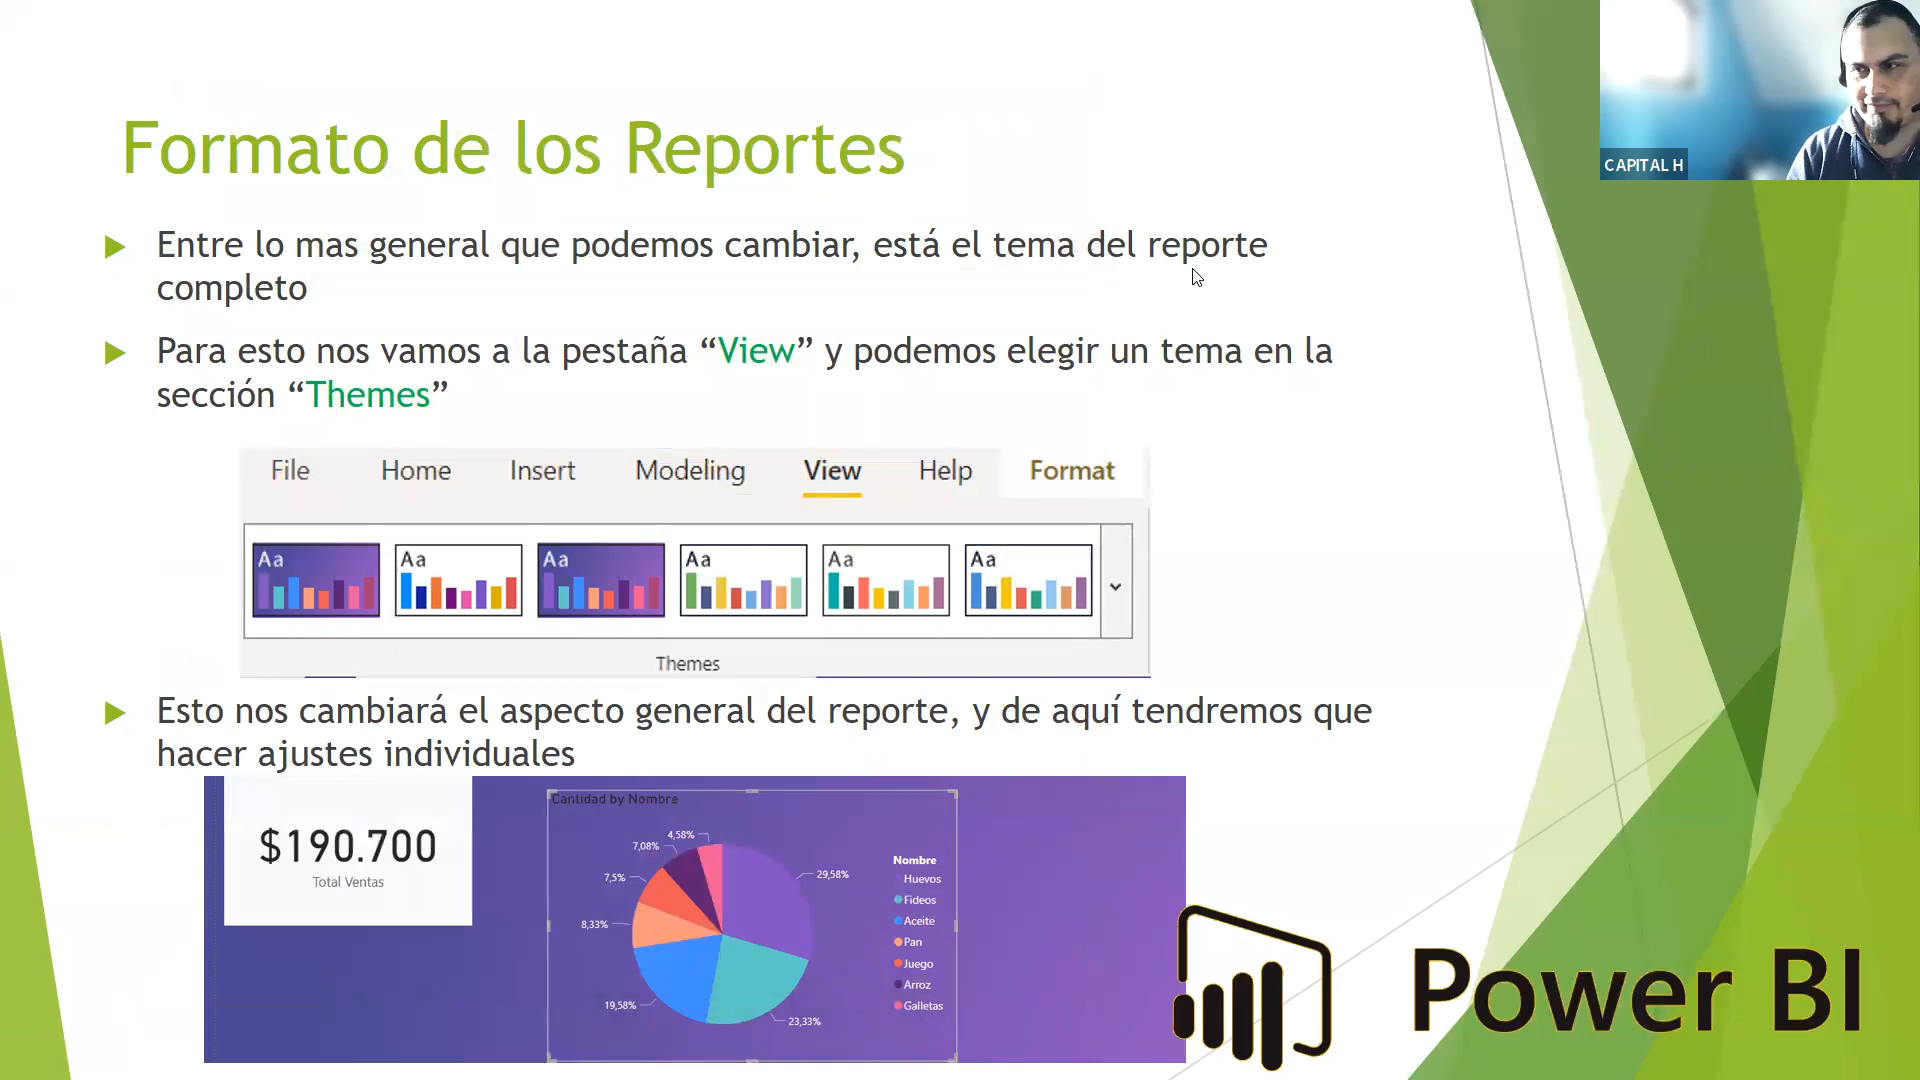 CAPITAL H
Formato de los Reportes
Entre lo mas general que podemos cambiar, está el tema del reporte
completo
Para esto nos vamos a la pestaña “View” y podemos elegir un tema en la
sección “Themes”
File Home Insert Modeling View Help Format
Aa Aa Aa Aa Aa Aa
Themes
Esto nos cambiará el aspecto general del reporte, y de aquí tendremos que
hacer ajustes individuales
$190.700
Total Ventas
Cantidad by Nombre
4,58%
7,08%
7,5%
8,33%
19,58%
29,58%
23,33%
Nombre
Huevos
Fideos
Aceite
Pan
Juego
Arroz
Galletas
Power BI